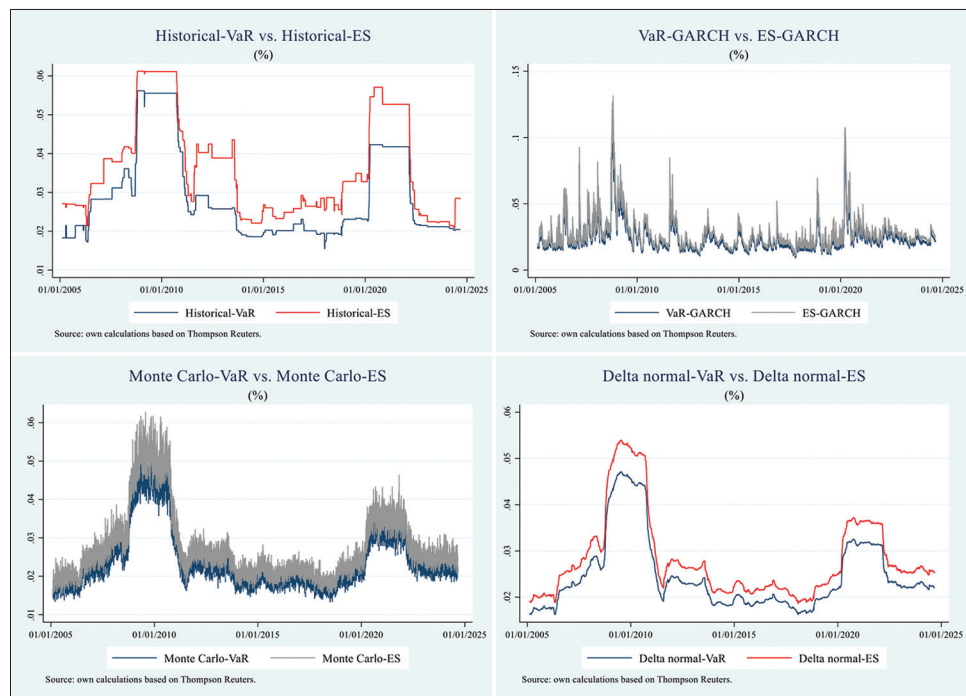 Historical-VaR vs. Historical-ES
(%)
.06
.05
.04
.03
.02
.01
01/01/2005 01/01/2010 01/01/2015 01/01/2020 01/01/2025
Historical-VaR Historical-ES
Source: own calculations based on Thompson Reuters.
VaR-GARCH vs. ES-GARCH
(%)
.15
.1
.05
0
01/01/2005 01/01/2010 01/01/2015 01/01/2020 01/01/2025
VaR-GARCH ES-GARCH
Source: own calculations based on Thompson Reuters.
Monte Carlo-VaR vs. Monte Carlo-ES
(%)
.06
.05
.04
.03
.02
.01
01/01/2005 01/01/2010 01/01/2015 01/01/2020 01/01/2025
Monte Carlo-VaR Monte Carlo-ES
Source: own calculations based on Thompson Reuters.
Delta normal-VaR vs. Delta normal-ES
(%)
.06
.05
.04
.03
.02
01/01/2005 01/01/2010 01/01/2015 01/01/2020 01/01/2025
Delta normal-VaR Delta normal-ES
Source: own calculations based on Thompson Reuters.